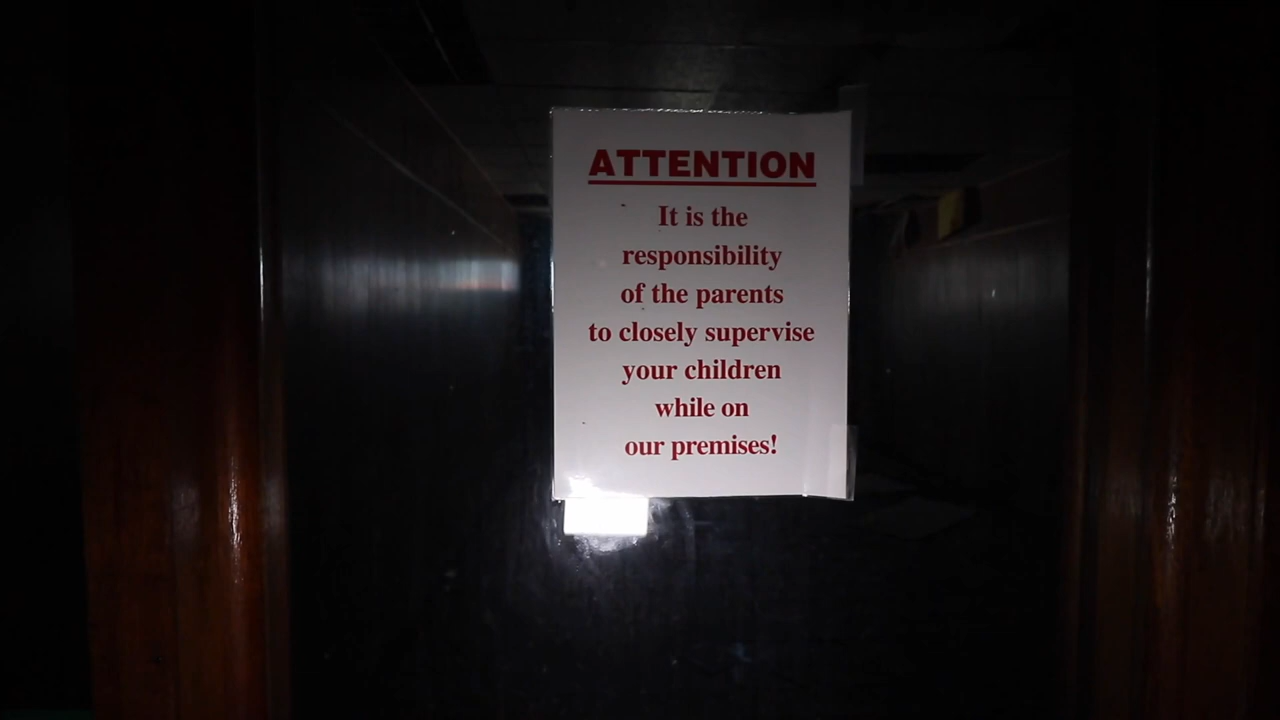 ATTENTION
It is the
responsibility
of the parents
to closely supervise
your children
while on
our premises!